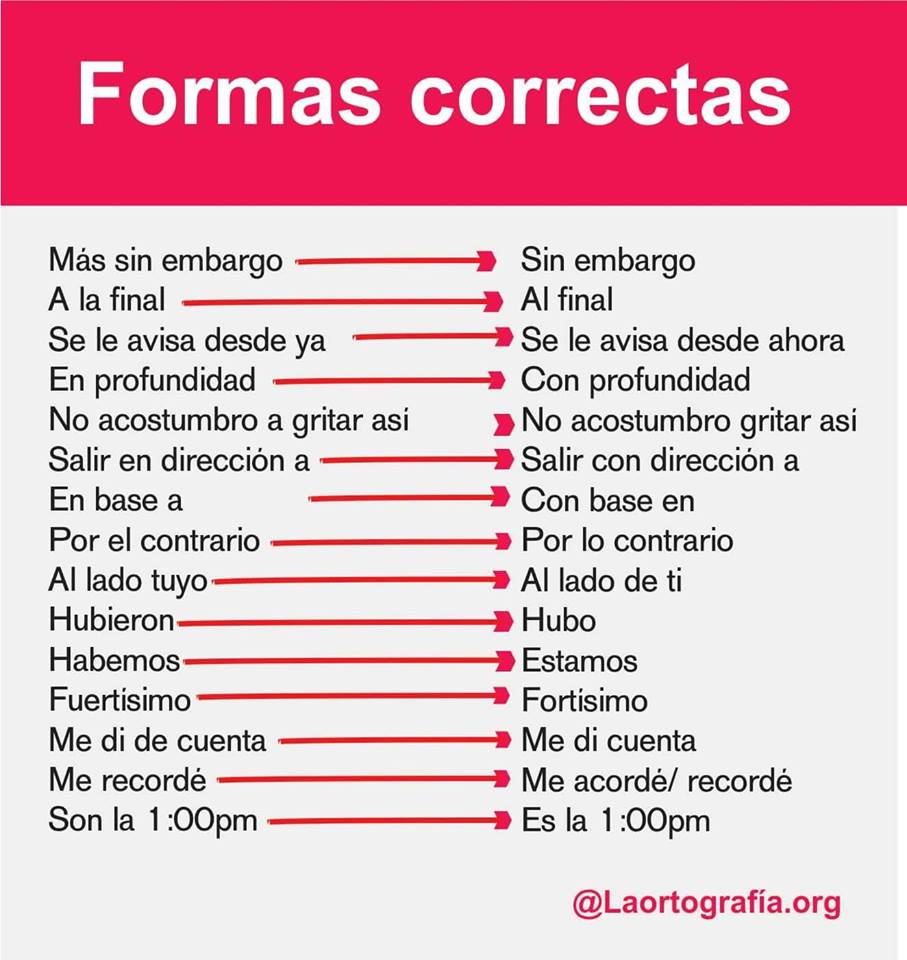 Formas correctas
Más sin embargo Sin embargo
A la final Al final
Se le avisa desde ya Se le avisa desde ahora
En profundidad Con profundidad
No acostumbro a gritar así No acostumbro gritar así
Salir en dirección a Salir con dirección a
En base a Con base en
Por el contrario Por lo contrario
Al lado tuyo Al lado de ti
Hubieron Hubo
Habemos Estamos
Fuertísimo Fortísimo
Me di de cuenta Me di cuenta
Me recordé Me acordé/ recordé
Son la 1:00pm Es la 1:00pm
@Laortografía.org